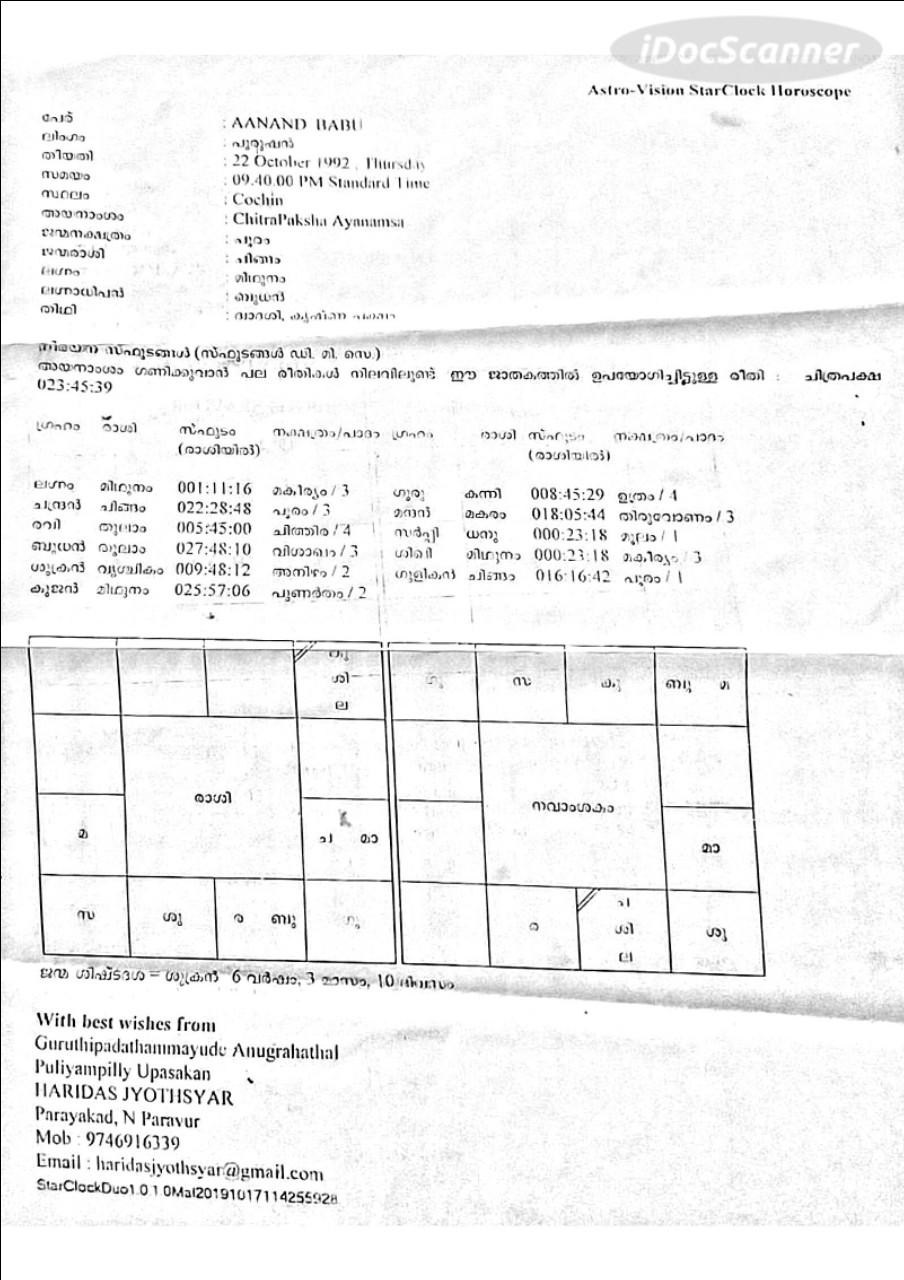 iDocScanner
Astro-Vision StarClock Horoscope
പേര് : AANAND BABU
ലിംഗം : പുരുഷൻ
തീയതി : 22 October 1992 , Thursday
സമയം : 09.40.00 PM Standard Time
സ്ഥലം : Cochin
അയനാംശം : ChitraPaksha Ayanamsa
ജന്മനക്ഷത്രം : പൂരം
ജന്മരാശി : ചിങ്ങം
ലഗ്നം : മിഥുനം
ലഗ്നാധിപൻ : ബുധൻ
തിഥി : ദ്വാദശി, കൃഷ്ണ പക്ഷം
നിരയന സ്ഫുടങ്ങൾ (സ്ഫുടങ്ങൾ ഡി. മി. സെ.)
അയനാംശം ഗണിക്കുവാൻ പല രീതികൾ നിലവിലുണ്ട് ഈ ജാതകത്തിൽ ഉപയോഗിച്ചിട്ടുള്ള രീതി : ചിത്രപക്ഷ
023:45:39
ഗ്രഹം രാശി സ്ഫുടം നക്ഷത്രം/പാദം ഗ്രഹം രാശി സ്ഫുടം നക്ഷത്രം/പാദം
(രാശിയിൽ) (രാശിയിൽ)
ലഗ്നം മിഥുനം 001:11:16 മകീര്യം / 3 ഗുരു കന്നി 008:45:29 ഉത്രം / 4
ചന്ദ്രൻ ചിങ്ങം 022:28:48 പൂരം / 3 മന്ദൻ മകരം 018:05:44 തിരുവോണം / 3
രവി തുലാം 005:45:00 ചിത്തിര / 4 സർപ്പി ധനു 000:23:18 മൂലം / 1
ബുധൻ തുലാം 027:48:10 വിശാഖം / 3 ശിഖി മിഥുനം 000:23:18 മകീര്യം / 3
ശുക്രൻ വൃശ്ചികം 009:48:12 അനിഴം / 2 ഗുളികൻ ചിങ്ങം 016:16:42 പൂരം / 1
കുജൻ മിഥുനം 025:57:06 പുണർതം / 2
കു ഗു സ കു ബു മ
ശി
ല
രാശി നവാംശകം
മ ച മാ മാ
സ ശു ര ബു ഗു ര ച ശു
ശി
ല
ജന്മ ശിഷ്ടദശ = ശുക്രൻ 6 വർഷം, 3 മാസം, 10 ദിവസം
With best wishes from
Guruthipadathammayude Anugrahathal
Puliyampilly Upasakan
HARIDAS JYOTHSYAR
Parayakad, N Paravur
Mob : 9746916339
Email : haridasjyothsyar@gmail.com
StarClockDuo1.0.1.0Mal20191017114255928